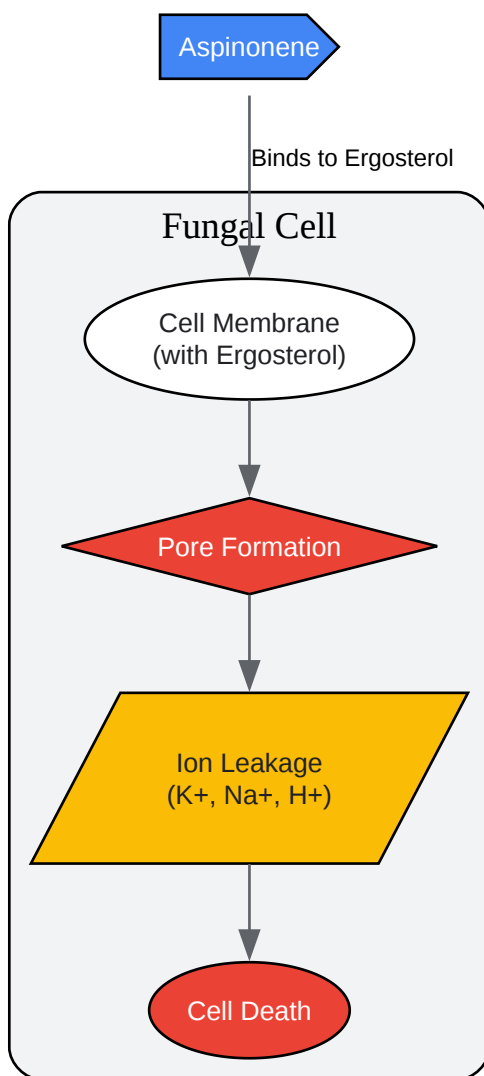 Aspinonene
Binds to Ergosterol
Fungal Cell
Cell Membrane
(with Ergosterol)
Pore Formation
Ion Leakage
(K+, Na+, H+)
Cell Death